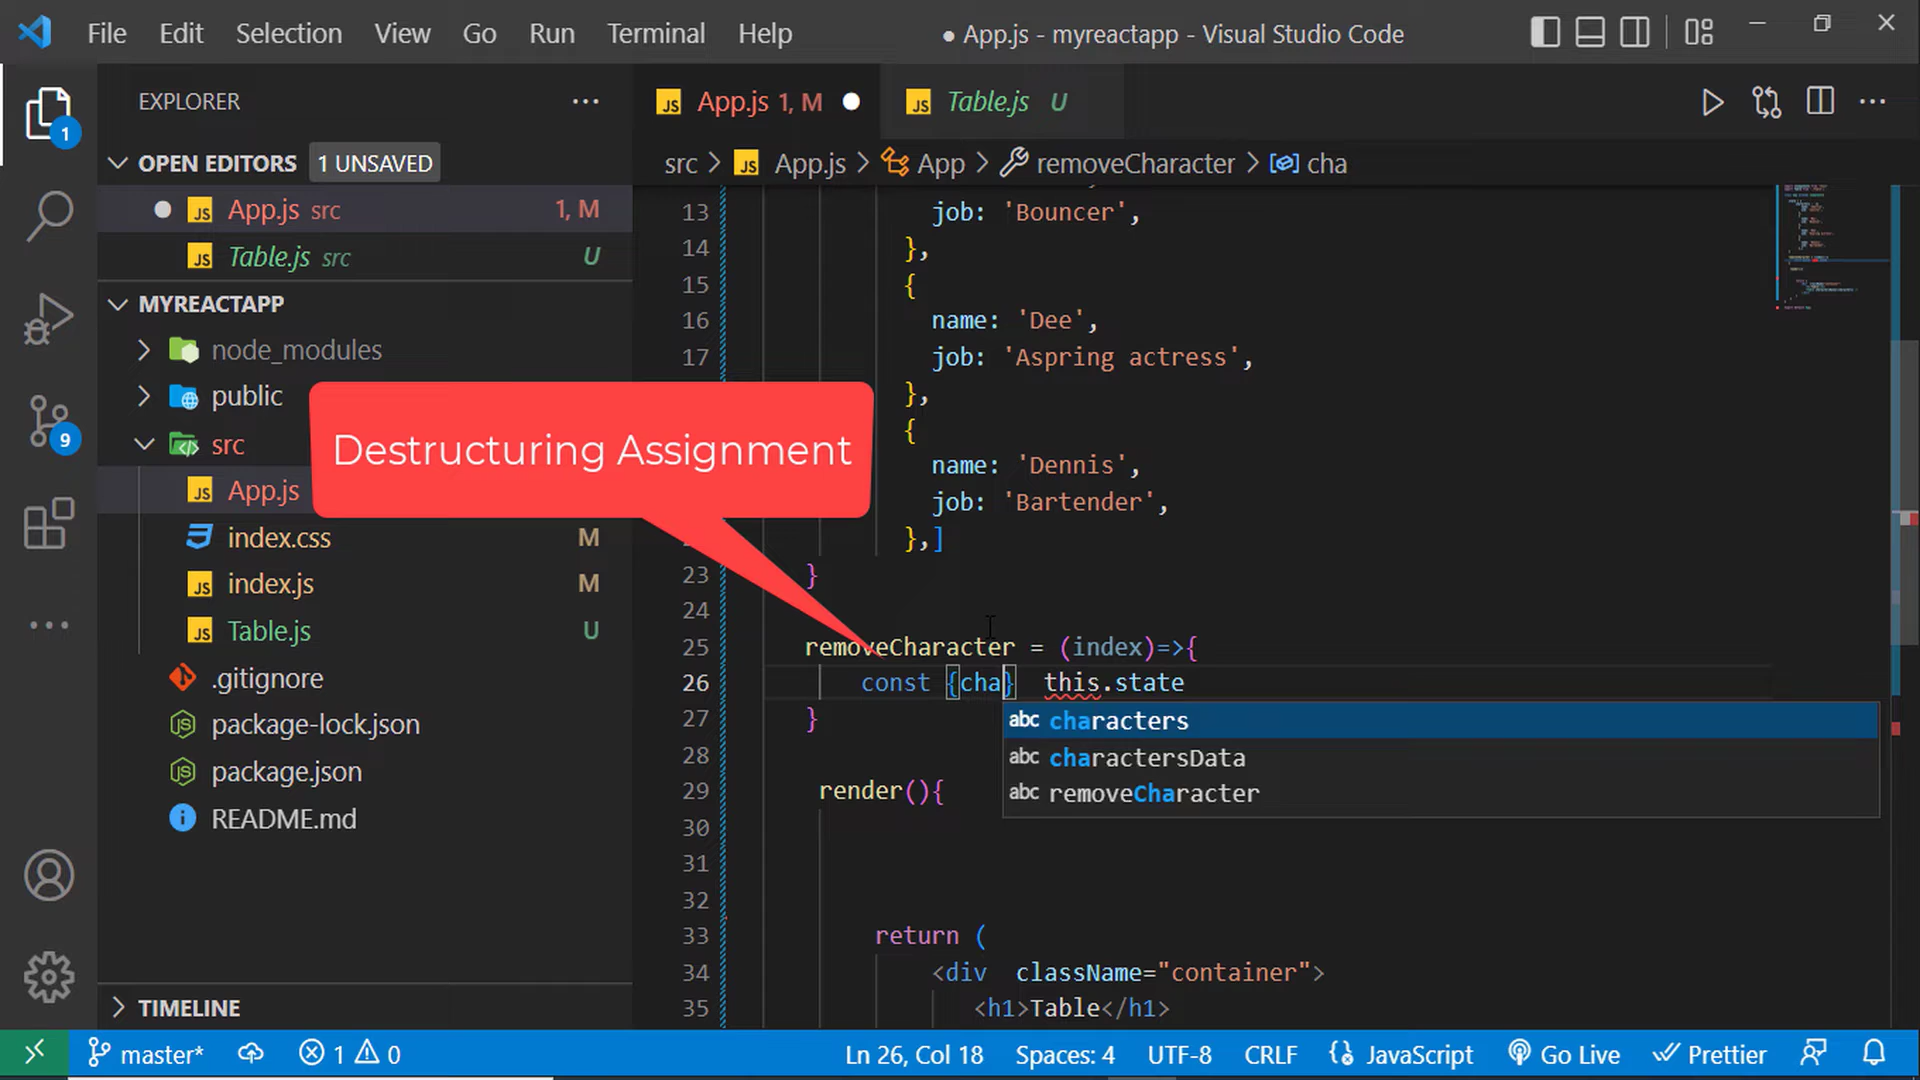 File Edit Selection View Go Run Terminal Help
● App.js - myreactapp - Visual Studio Code
EXPLORER
1
OPEN EDITORS 1 UNSAVED
App.js src 1, M
Table.js src U
MYREACTAPP
node_modules
public
src
App.js
index.css M
index.js M
Table.js U
.gitignore
package-lock.json
package.json
README.md
TIMELINE
9
App.js 1, M
Table.js U
src > App.js > App > removeCharacter > cha
13 job: 'Bouncer',
14 },
15 {
16 name: 'Dee',
17 job: 'Aspring actress',
},
{
name: 'Dennis',
job: 'Bartender',
},]
23 }
24
25 removeCharacter = (index)=>{
26 const {cha} this.state
27 }
28
29 render(){
30
31
32
33 return (
34 <div className="container">
35 <h1>Table</h1>
abc characters
abc charactersData
abc removeCharacter
Destructuring Assignment
master* 1 0 Ln 26, Col 18 Spaces: 4 UTF-8 CRLF JavaScript Go Live Prettier